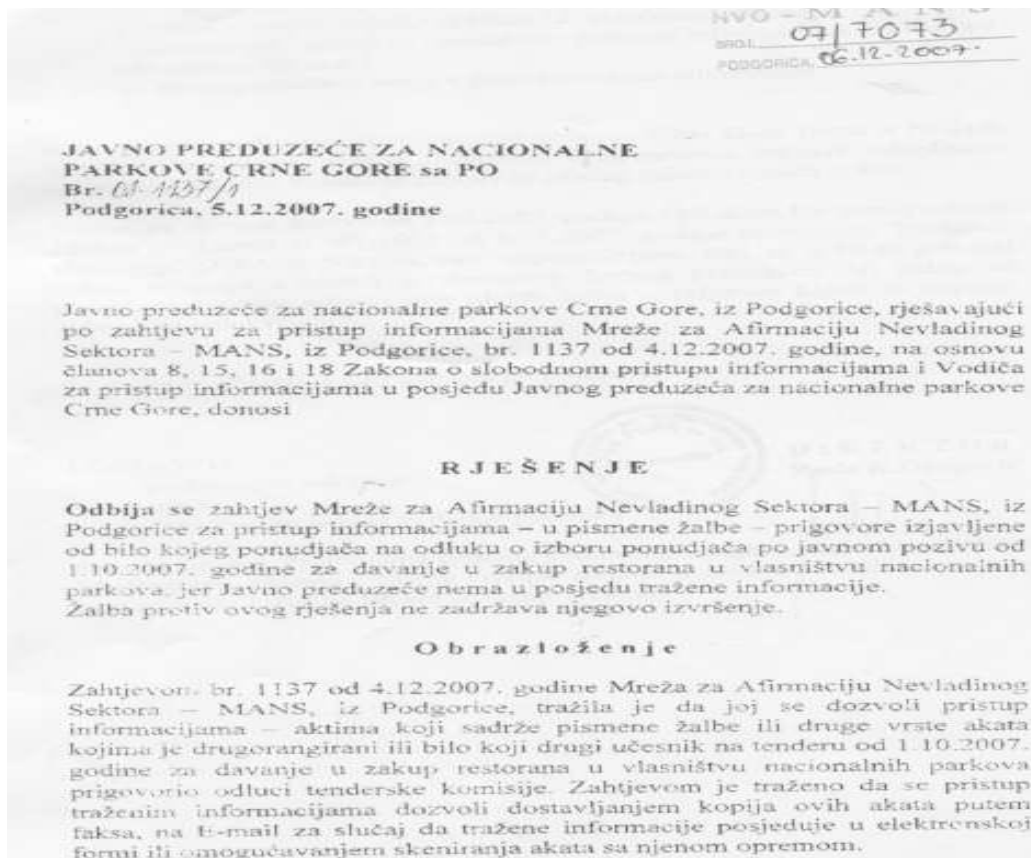 NVO - M A N S
BROJ: 07/7073
PODGORICA, 06.12.2007.
JAVNO PREDUZEĆE ZA NACIONALNE
PARKOVE CRNE GORE sa PO
Br. 01-1137/1
Podgorica, 5.12.2007. godine
Javno preduzeće za nacionalne parkove Crne Gore, iz Podgorice, rješavajući
po zahtjevu za pristup informacijama Mreže za Afirmaciju Nevladinog
Sektora – MANS, iz Podgorice, br. 1137 od 4.12.2007. godine, na osnovu
članova 8, 15, 16 i 18 Zakona o slobodnom pristupu informacijama i Vodiča
za pristup informacijama u posjedu Javnog preduzeća za nacionalne parkove
Crne Gore, donosi
R J E Š E N J E
Odbija se zahtjev Mreže za Afirmaciju Nevladinog Sektora – MANS, iz
Podgorice za pristup informacijama – u pismene žalbe – prigovore izjavljene
od bilo kojeg ponudjača na odluku o izboru ponudjača po javnom pozivu od
1.10.2007. godine za davanje u zakup restorana u vlasništvu nacionalnih
parkova, jer Javno preduzeće nema u posjedu tražene informacije.
Žalba protiv ovog rješenja ne zadržava njegovo izvršenje.
O b r a z l o ž e n j e
Zahtjevom br. 1137 od 4.12.2007. godine Mreža za Afirmaciju Nevladinog
Sektora – MANS, iz Podgorice, tražila je da joj se dozvoli pristup
informacijama – aktima koji sadrže pismene žalbe ili druge vrste akata
kojima je drugorangirani ili bilo koji drugi učesnik na tenderu od 1.10.2007.
godine za davanje u zakup restorana u vlasništvu nacionalnih parkova
prigovorio odluci tenderske komisije. Zahtjevom je traženo da se pristup
traženim informacijama dozvoli dostavljanjem kopija ovih akata putem
faksa, na E-mail za slučaj da tražene informacije posjeduje u elektronskoj
formi ili omogućavanjem skeniranja akata sa njenom opremom.